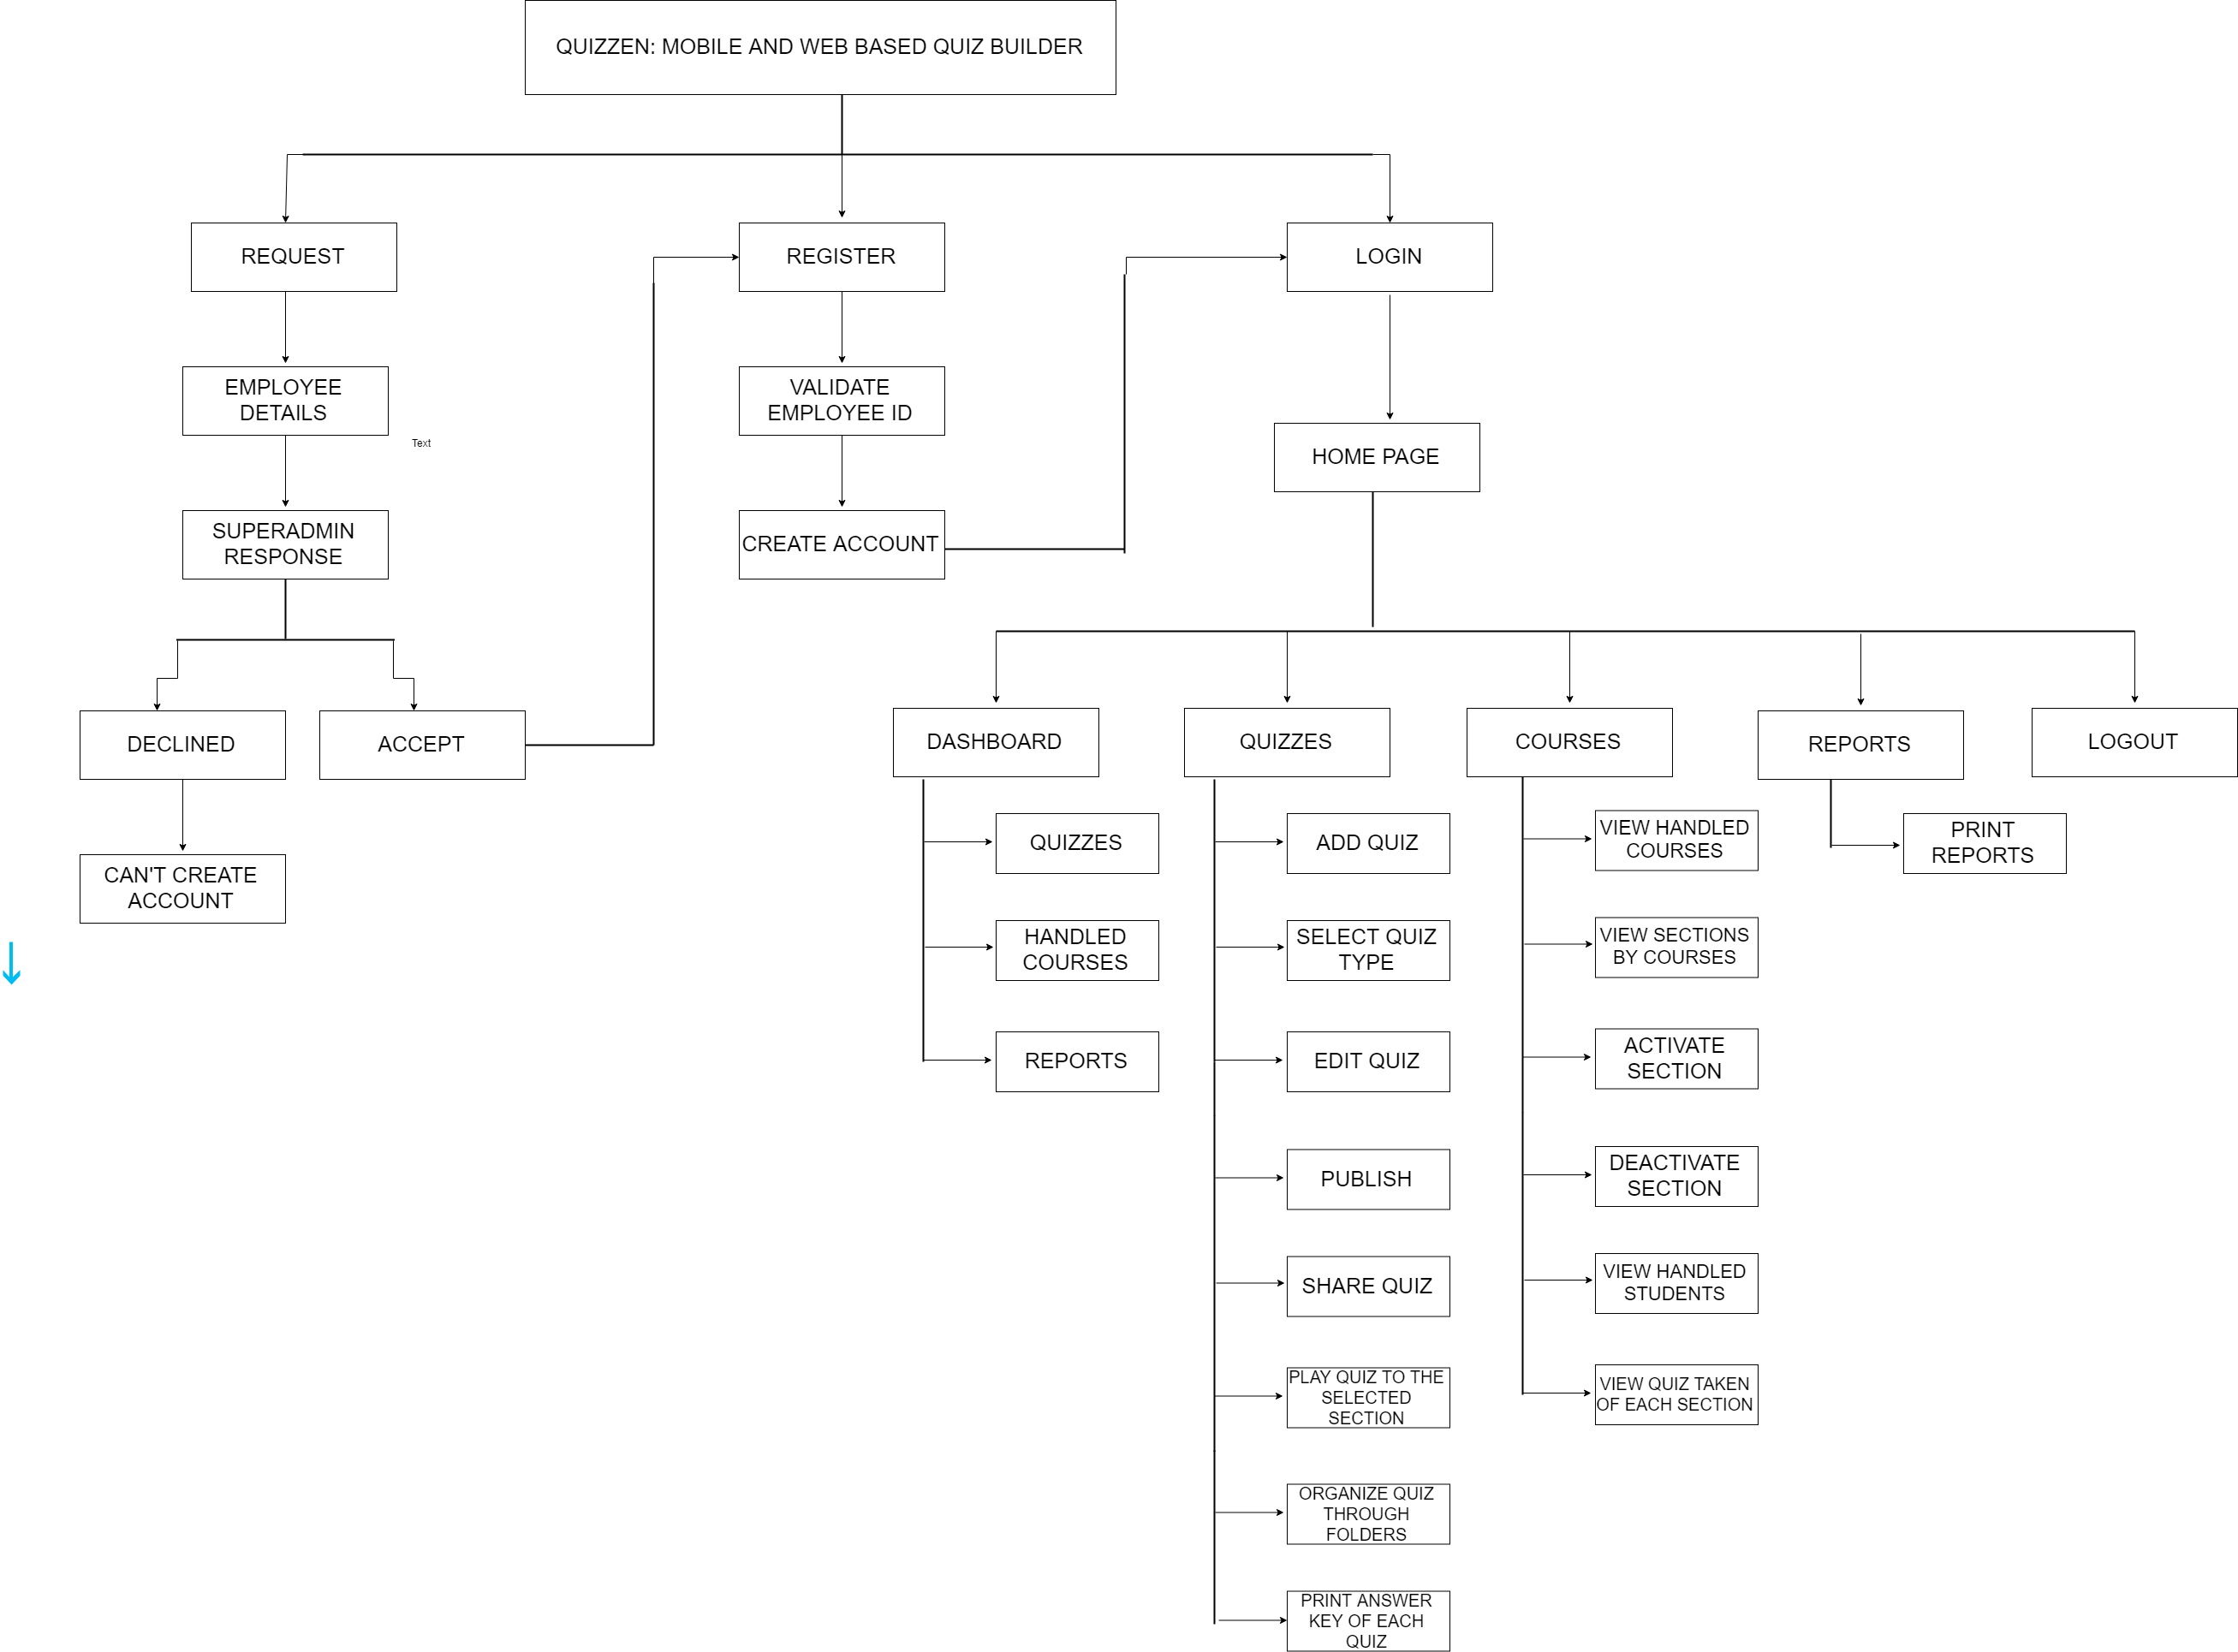 QUIZZEN: MOBILE AND WEB BASED QUIZ BUILDER
REQUEST
REGISTER
LOGIN
EMPLOYEE
DETAILS
VALIDATE
EMPLOYEE ID
Text
HOME PAGE
SUPERADMIN
RESPONSE
CREATE ACCOUNT
DECLINED
ACCEPT
DASHBOARD
QUIZZES
COURSES
REPORTS
LOGOUT
CAN'T CREATE
ACCOUNT
QUIZZES
HANDLED
COURSES
REPORTS
ADD QUIZ
SELECT QUIZ
TYPE
EDIT QUIZ
PUBLISH
SHARE QUIZ
PLAY QUIZ TO THE
SELECTED
SECTION
ORGANIZE QUIZ
THROUGH
FOLDERS
PRINT ANSWER
KEY OF EACH
QUIZ
VIEW HANDLED
COURSES
VIEW SECTIONS
BY COURSES
ACTIVATE
SECTION
DEACTIVATE
SECTION
VIEW HANDLED
STUDENTS
VIEW QUIZ TAKEN
OF EACH SECTION
PRINT
REPORTS